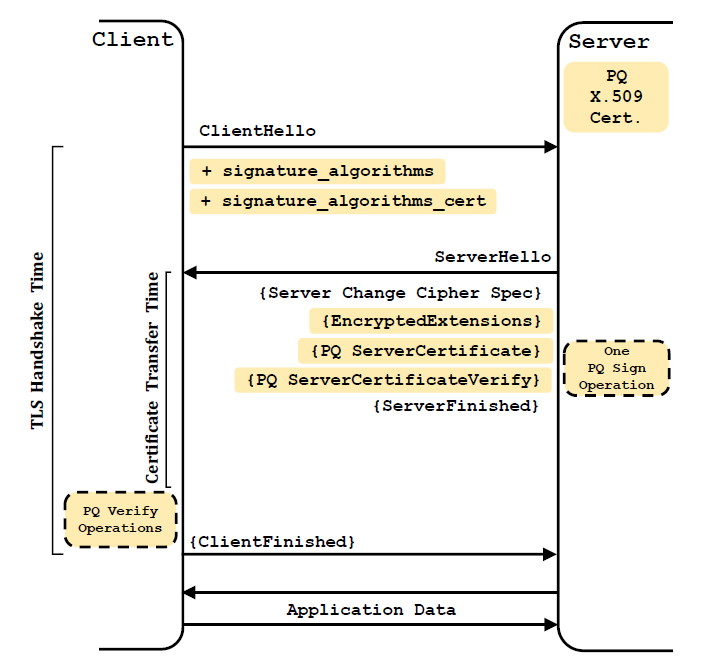 Client
Server
PQ
X.509
Cert.
ClientHello
+ signature_algorithms
+ signature_algorithms_cert
ServerHello
{Server Change Cipher Spec}
{EncryptedExtensions}
{PQ ServerCertificate}
{PQ ServerCertificateVerify}
{ServerFinished}
One
PQ Sign
Operation
TLS Handshake Time
Certificate Transfer Time
PQ Verify
Operations
{ClientFinished}
Application Data